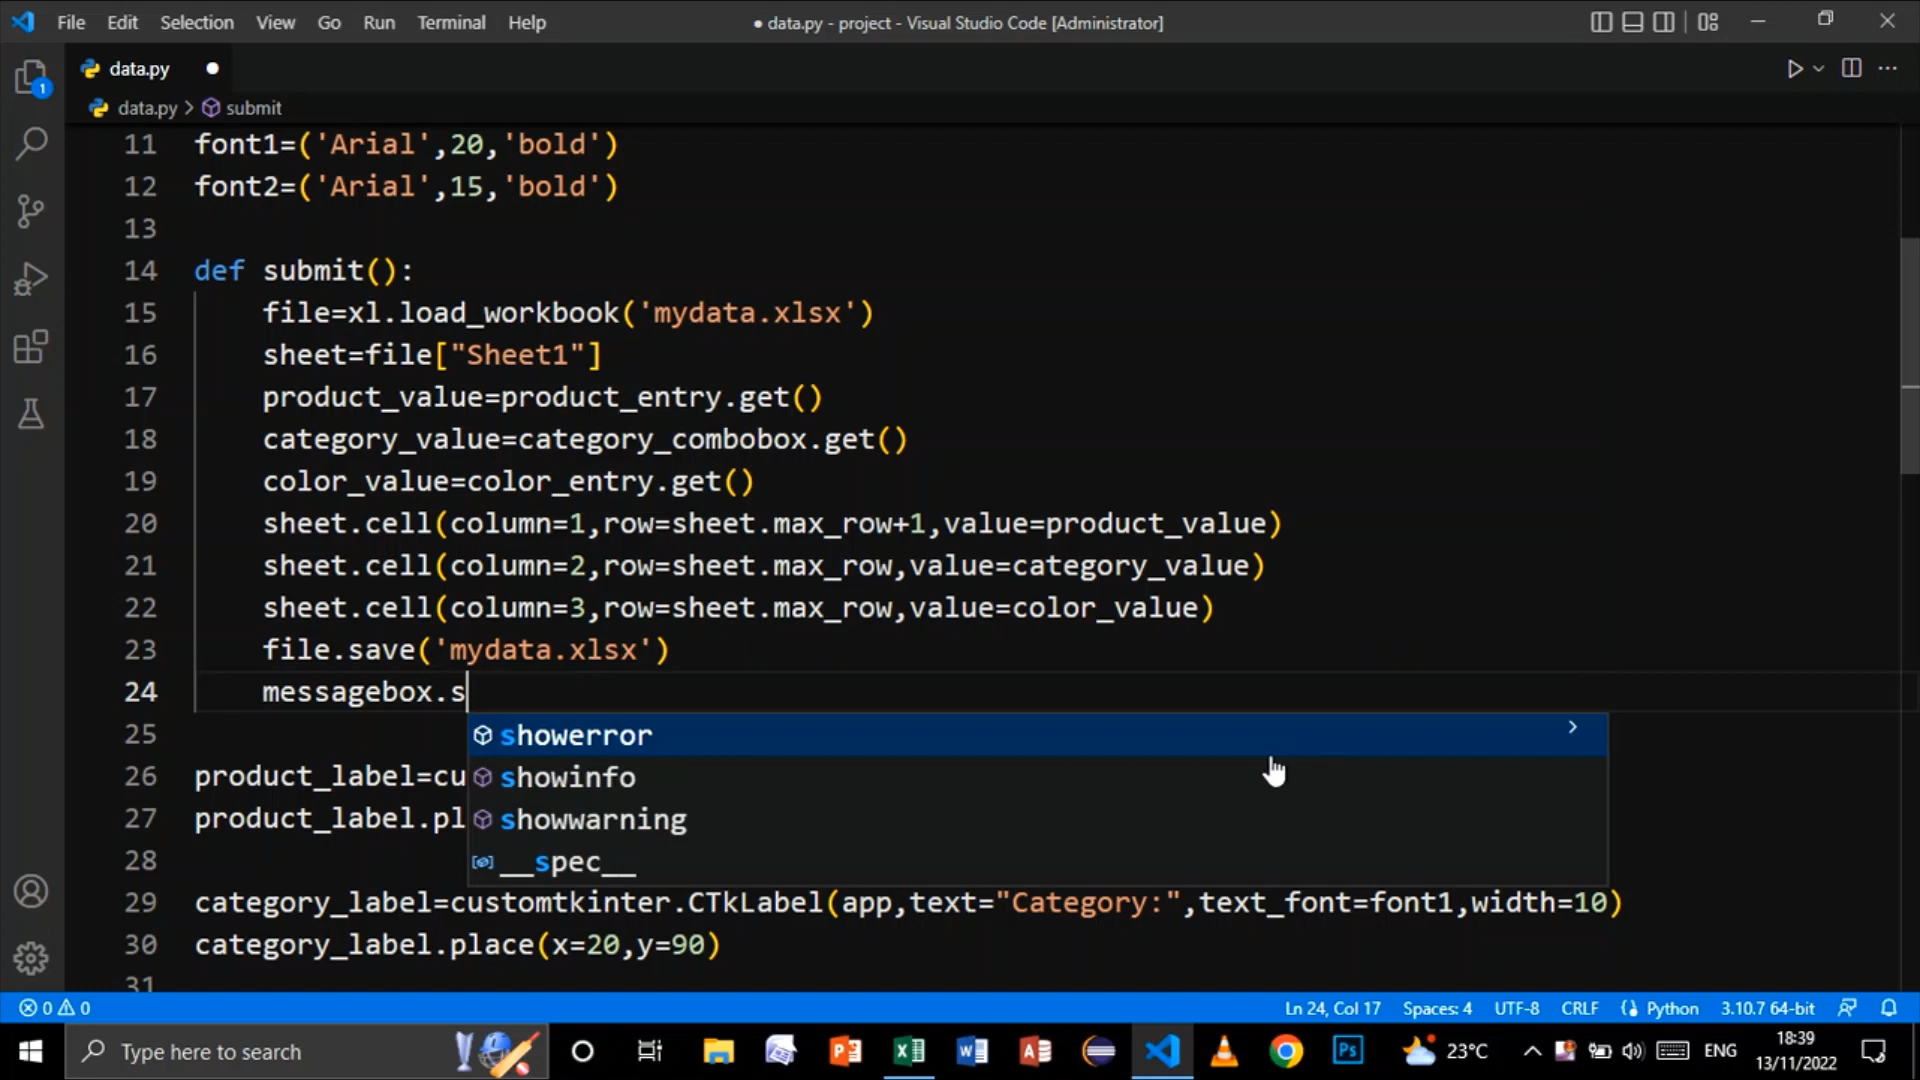 File Edit Selection View Go Run Terminal Help
● data.py - project - Visual Studio Code [Administrator]
data.py ●
data.py > submit
11 font1=('Arial',20,'bold')
12 font2=('Arial',15,'bold')
13
14 def submit():
15 file=xl.load_workbook('mydata.xlsx')
16 sheet=file["Sheet1"]
17 product_value=product_entry.get()
18 category_value=category_combobox.get()
19 color_value=color_entry.get()
20 sheet.cell(column=1,row=sheet.max_row+1,value=product_value)
21 sheet.cell(column=2,row=sheet.max_row,value=category_value)
22 sheet.cell(column=3,row=sheet.max_row,value=color_value)
23 file.save('mydata.xlsx')
24 messagebox.s
25 showerror
26 product_label=cu showinfo
27 product_label.pl showwarning
28 __spec__
29 category_label=customtkinter.CTkLabel(app,text="Category:",text_font=font1,width=10)
30 category_label.place(x=20,y=90)
31
0 0 Ln 24, Col 17 Spaces: 4 UTF-8 CRLF Python 3.10.7 64-bit
Type here to search 23°C ENG 18:39
13/11/2022
1
Ps